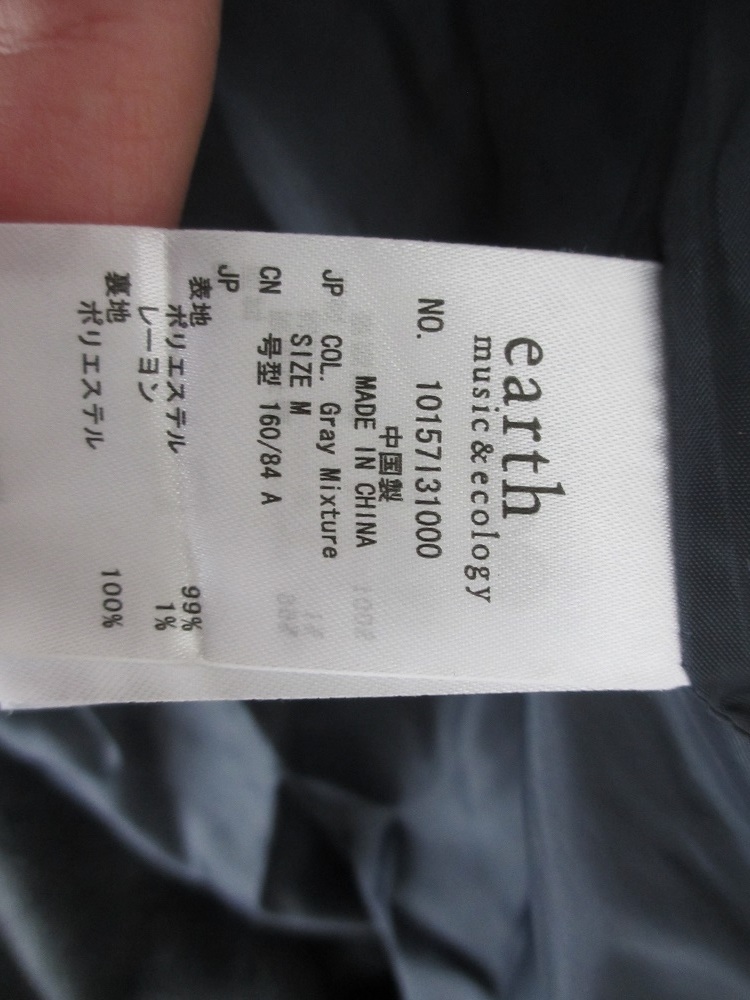 earth
music&ecology
NO. 10157131000
中国製
MADE IN CHINA
JP COL. Gray Mixture
SIZE M
CN 号型 160/84 A
JP
表地 ポリエステル 99%
レーヨン 1%
裏地 ポリエステル 100%